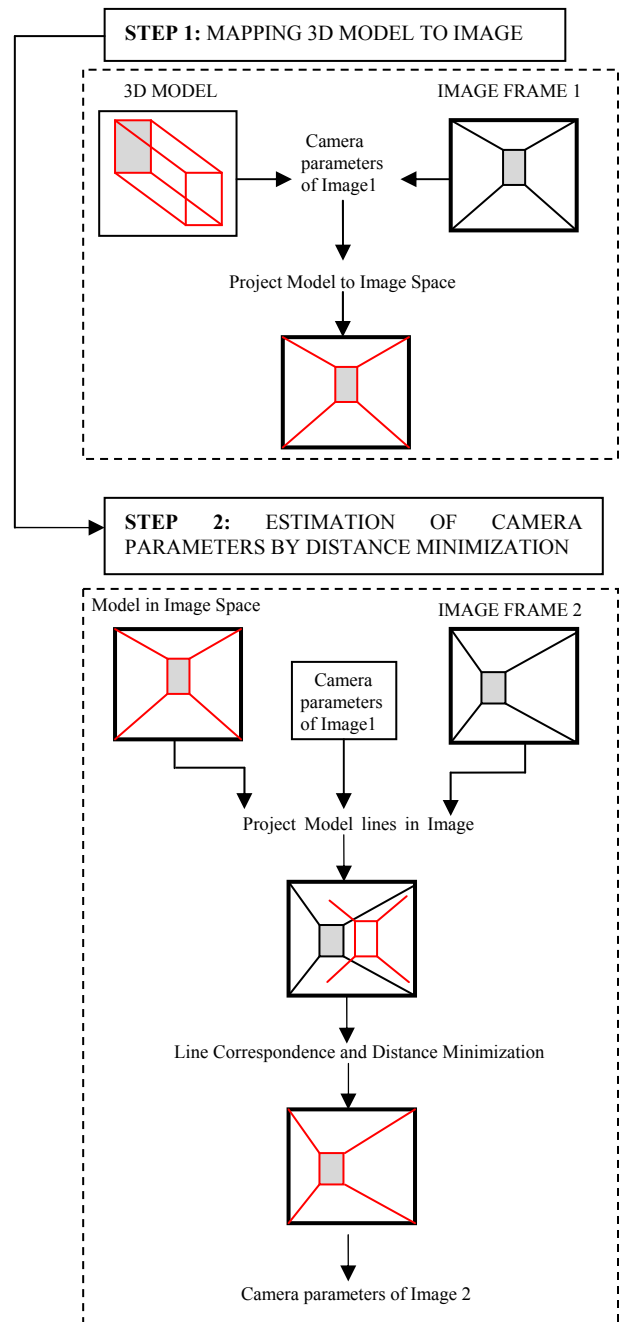 STEP 1: MAPPING 3D MODEL TO IMAGE
3D MODEL
IMAGE FRAME 1
Camera
parameters
of Image1
Project Model to Image Space
STEP 2: ESTIMATION OF CAMERA
PARAMETERS BY DISTANCE MINIMIZATION
Model in Image Space
IMAGE FRAME 2
Camera
parameters
of Image1
Project Model lines in Image
Line Correspondence and Distance Minimization
Camera parameters of Image 2